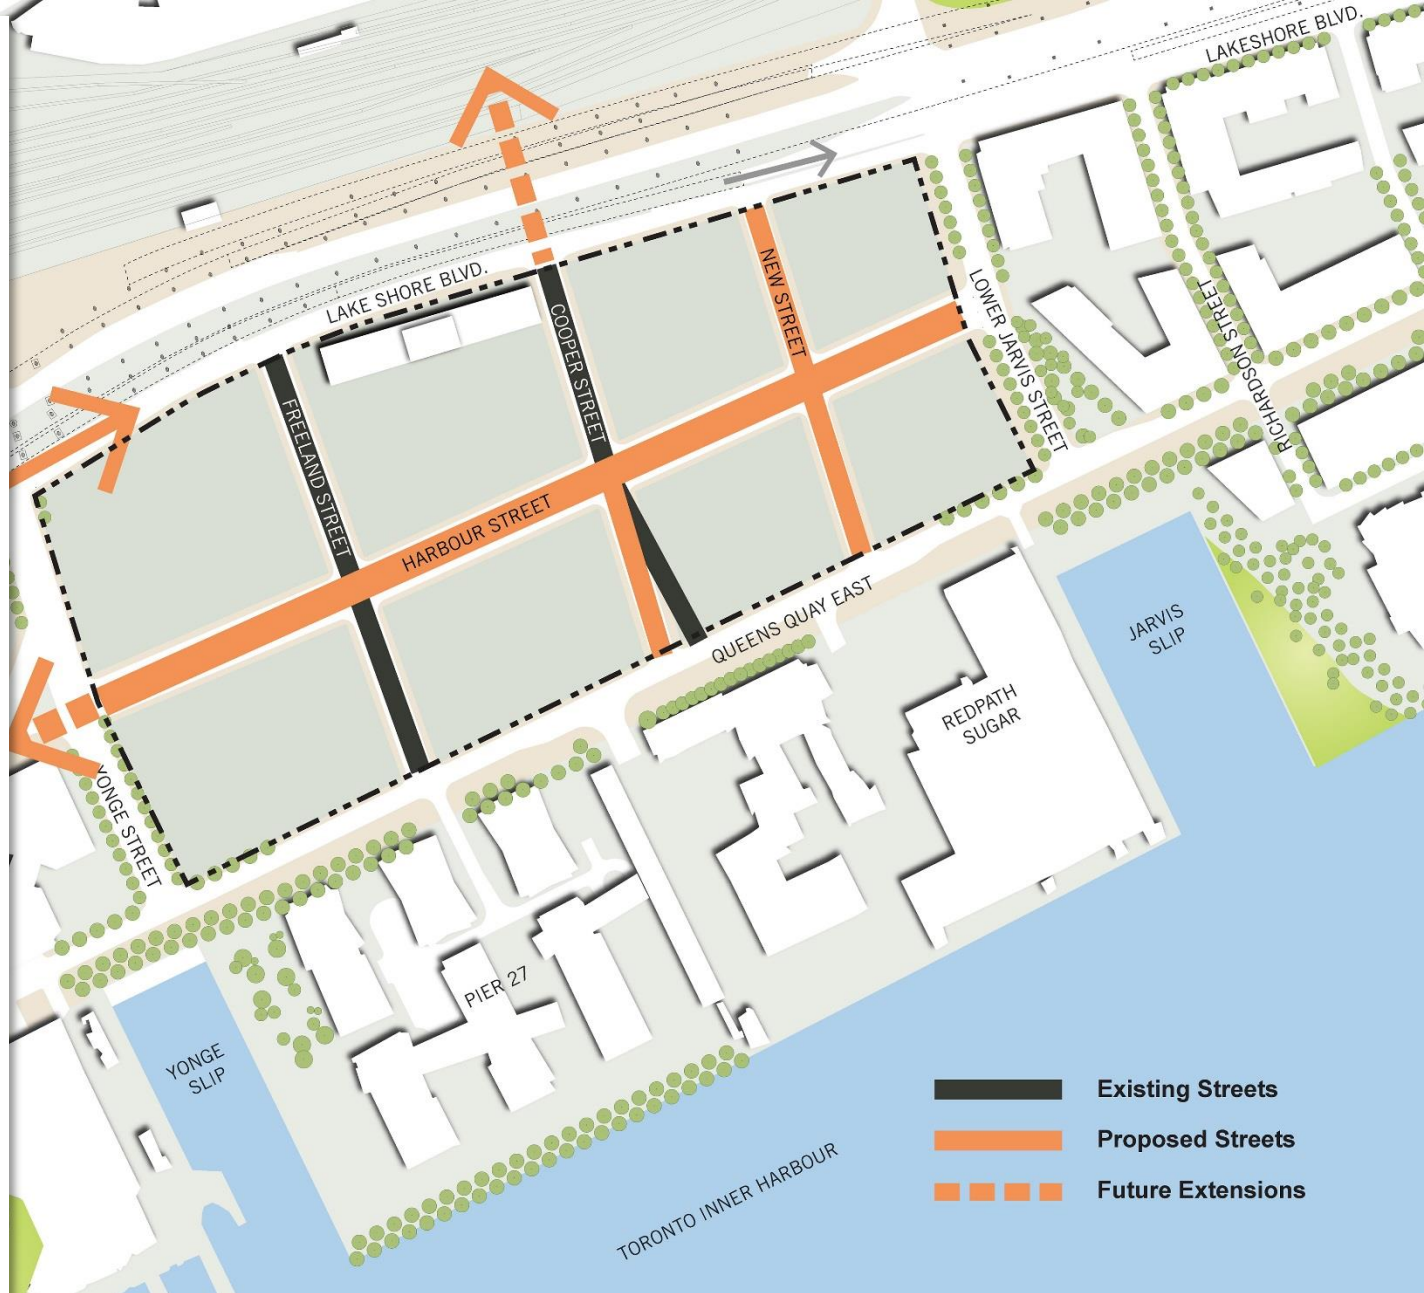 LAKESHORE BLVD.
LAKE SHORE BLVD.
NEW STREET
COOPER STREET
FREELAND STREET
HARBOUR STREET
LOWER JARVIS STREET
RICHARDSON STREET
QUEENS QUAY EAST
YONGE STREET
JARVIS
SLIP
REDPATH
SUGAR
PIER 27
YONGE
SLIP
TORONTO INNER HARBOUR
Existing Streets
Proposed Streets
Future Extensions